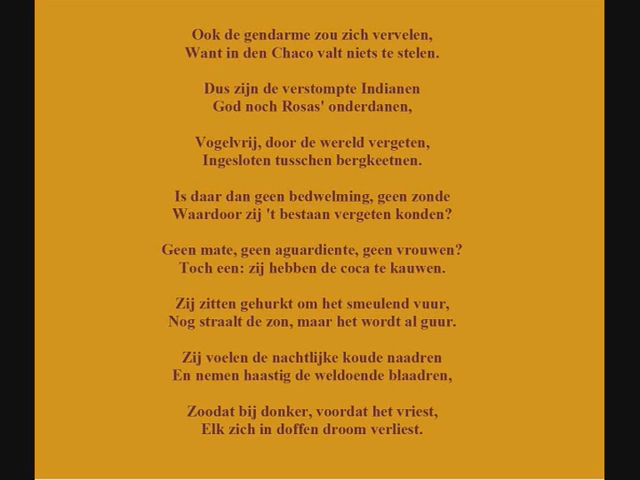 Ook de gendarme zou zich vervelen,
Want in den Chaco valt niets te stelen.
Dus zijn de verstompte Indianen
God noch Rosas' onderdanen,
Vogelvrij, door de wereld vergeten,
Ingesloten tusschen bergkeetnen.
Is daar dan geen bedwelming, geen zonde
Waardoor zij 't bestaan vergeten konden?
Geen mate, geen aguardiente, geen vrouwen?
Toch een: zij hebben de coca te kauwen.
Zij zitten gehurkt om het smeulend vuur,
Nog straalt de zon, maar het wordt al guur.
Zij voelen de nachtlijke koude naadren
En nemen haastig de weldoende blaadren,
Zoodat bij donker, voordat het vriest,
Elk zich in doffen droom verliest.